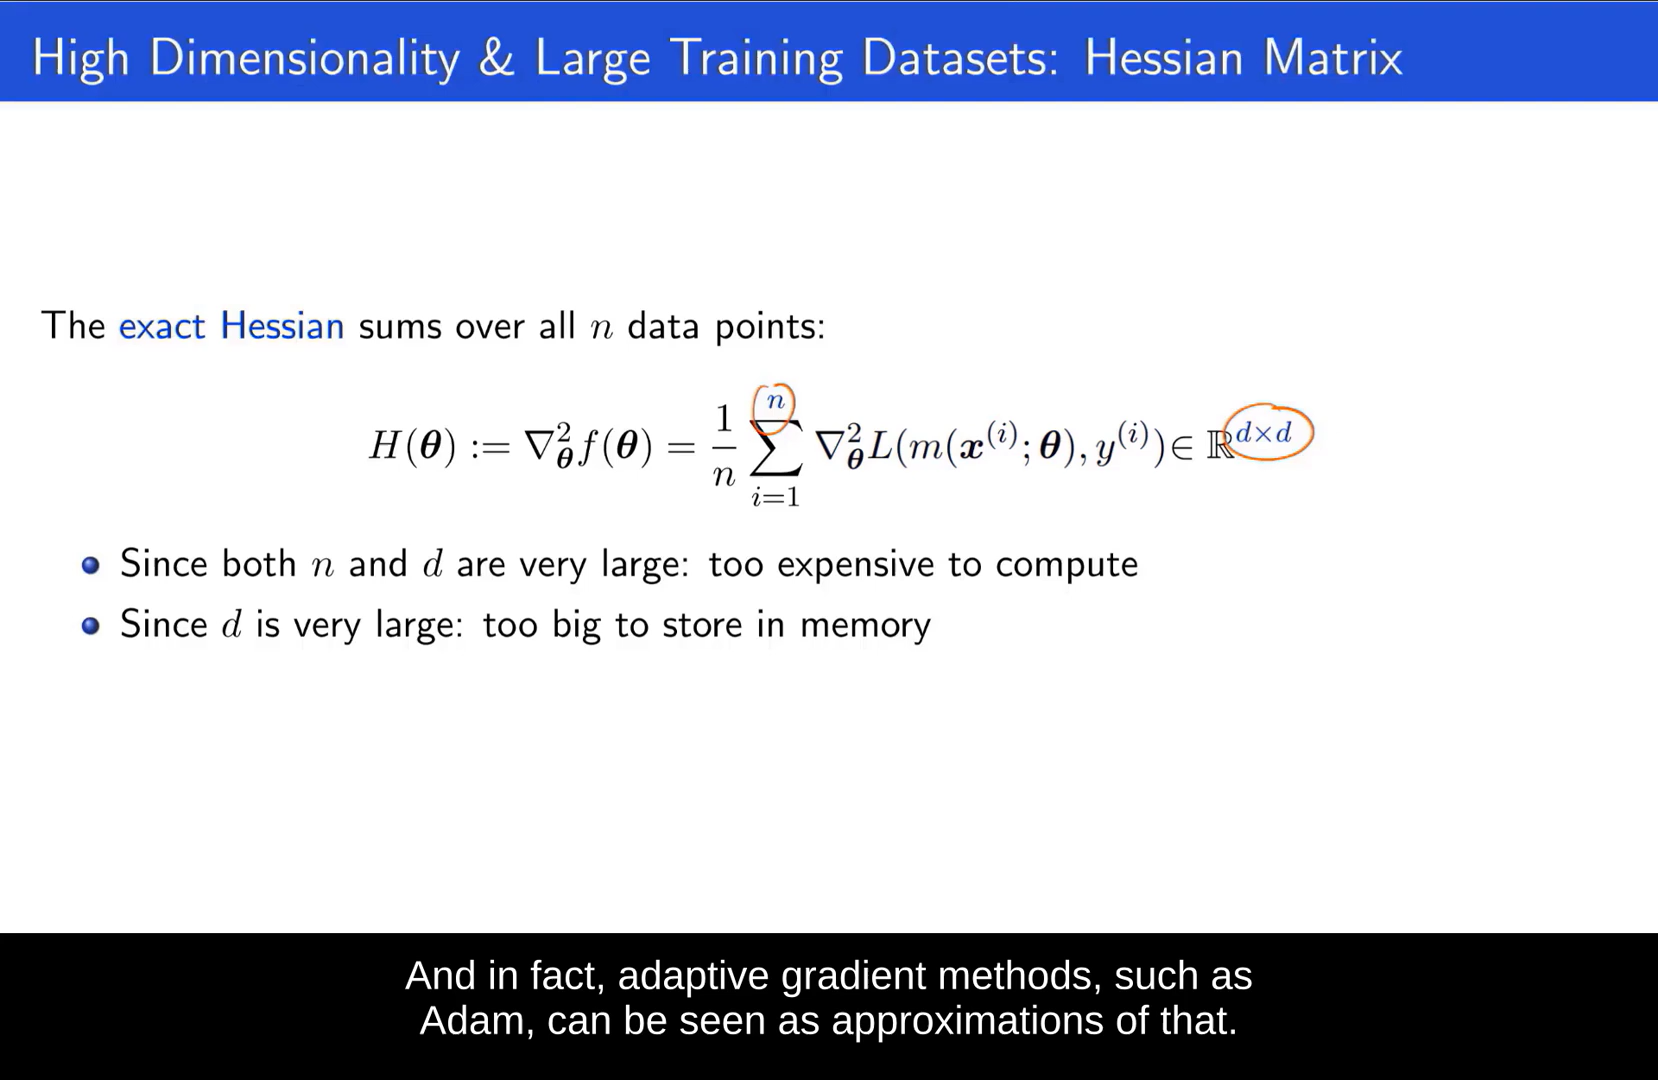 High Dimensionality & Large Training Datasets: Hessian Matrix
The exact Hessian sums over all n data points:
H(θ) := ∇²_θ f(θ) = 1/n ∑_{i=1}^{n} ∇²_θ L(m(x^{(i)}; θ), y^{(i)}) ∈ ℝ^{d×d}
• Since both n and d are very large: too expensive to compute
• Since d is very large: too big to store in memory
And in fact, adaptive gradient methods, such as
Adam, can be seen as approximations of that.